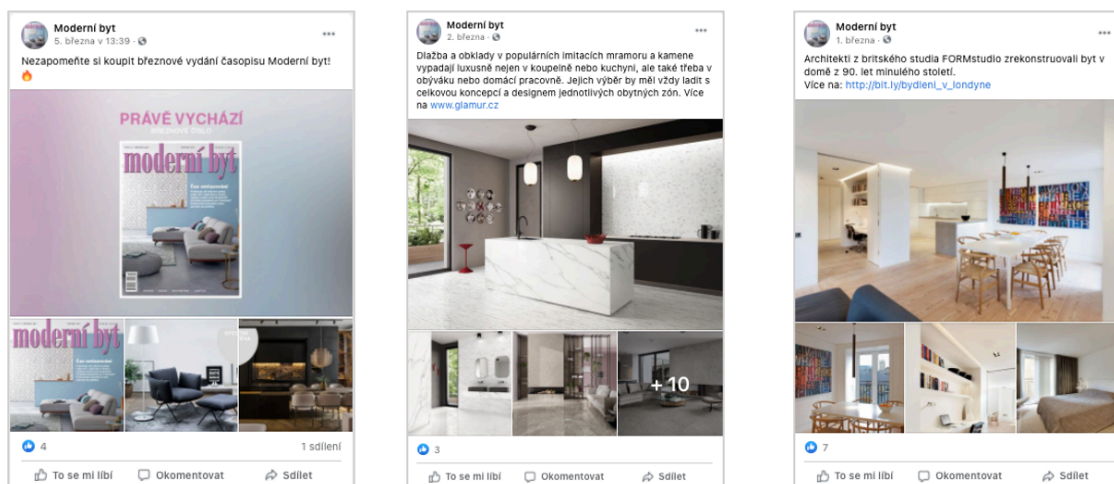 Moderní byt
5. března v 13:39 ·
Nezapomeňte si koupit březnové vydání časopisu Moderní byt!
PRÁVĚ VYCHÁZÍ
BŘEZNOVÉ ČÍSLO
moderní byt
Čas omlazování
moderní byt
Čas omlazování
4
1 sdílení
To se mi líbí
Okomentovat
Sdílet
Moderní byt
2. března ·
Dlažba a obklady v populárních imitacích mramoru a kamene
vypadají luxusně nejen v koupelně nebo kuchyni, ale také třeba v
obýváku nebo domácí pracovně. Jejich výběr by měl vždy ladit s
celkovou koncepcí a designem jednotlivých obytných zón. Více
na www.glamur.cz
+ 10
3
To se mi líbí
Okomentovat
Sdílet
Moderní byt
1. března ·
Architekti z britského studia FORMstudio zrekonstruovali byt v
domě z 90. let minulého století.
Více na: http://bit.ly/bydleni_v_londyne
7
To se mi líbí
Okomentovat
Sdílet